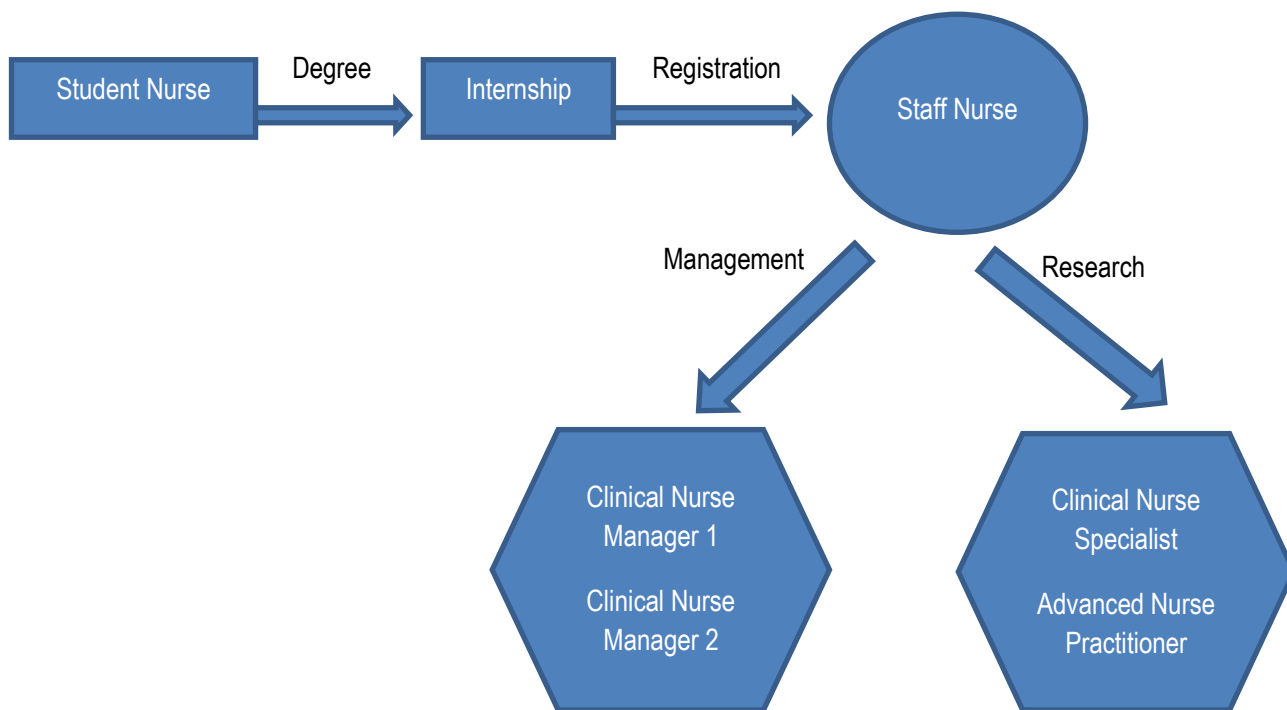 Student Nurse
Degree
Internship
Registration
Staff Nurse
Management
Research
Clinical Nurse
Manager 1
Clinical Nurse
Manager 2
Clinical Nurse
Specialist
Advanced Nurse
Practitioner